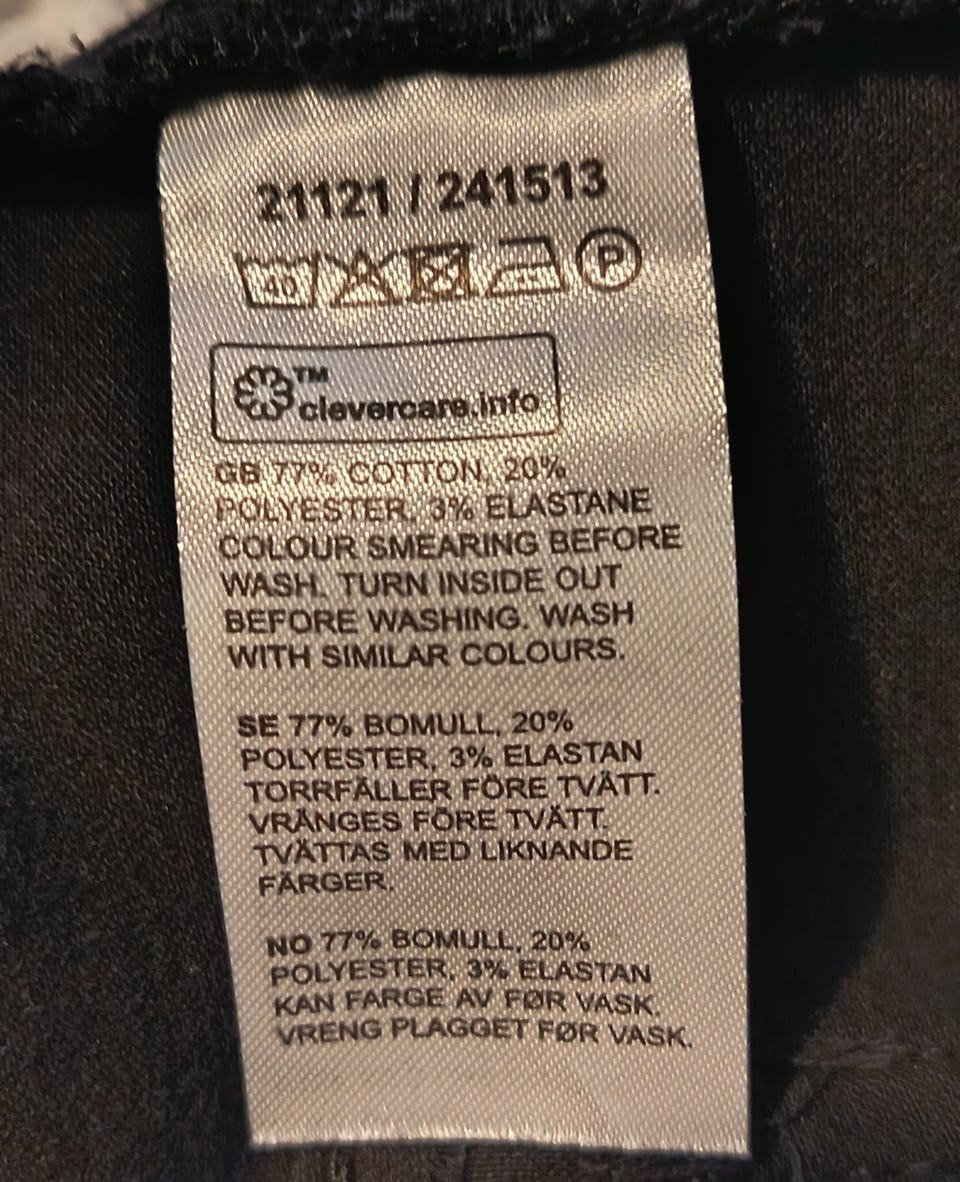 21121 / 241513
40 P
TM
clevercare.info
GB 77% COTTON, 20%
POLYESTER, 3% ELASTANE
COLOUR SMEARING BEFORE
WASH. TURN INSIDE OUT
BEFORE WASHING. WASH
WITH SIMILAR COLOURS.
SE 77% BOMULL, 20%
POLYESTER, 3% ELASTAN
TORRFÄLLER FÖRE TVÄTT.
VRÄNGES FÖRE TVÄTT.
TVÄTTAS MED LIKNANDE
FÄRGER.
NO 77% BOMULL, 20%
POLYESTER, 3% ELASTAN
KAN FARGE AV FØR VASK.
VRENG PLAGGET FØR VASK.